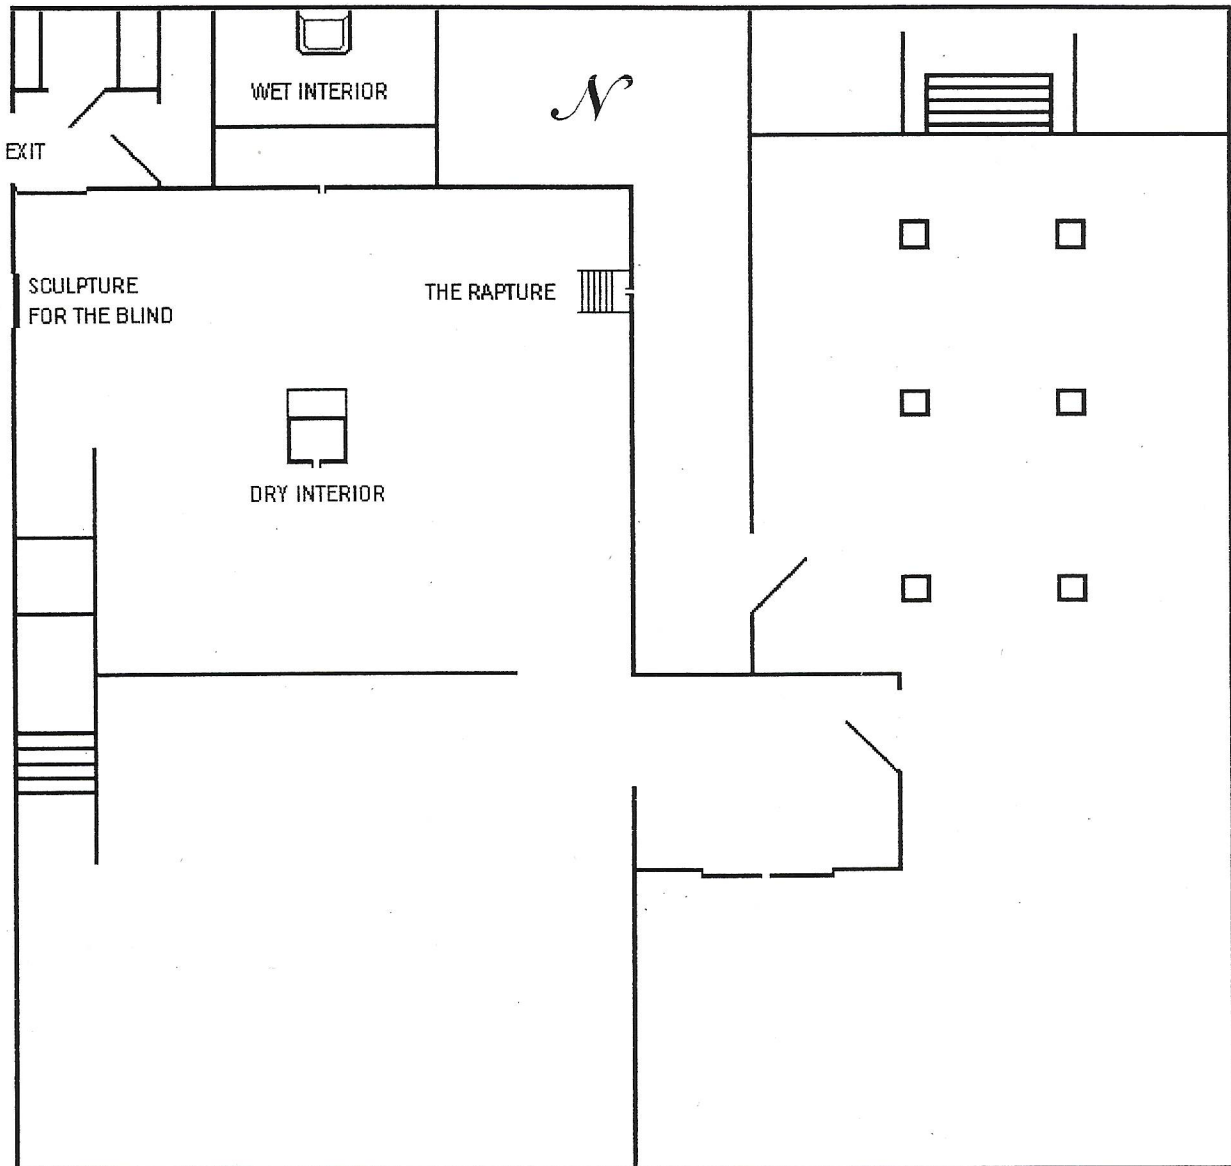 WET INTERIOR
N
EXIT
SCULPTURE
FOR THE BLIND
THE RAPTURE
DRY INTERIOR